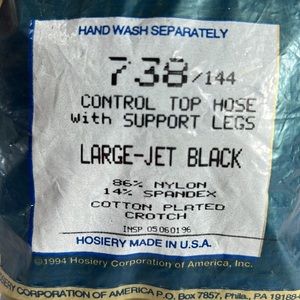 HAND WASH SEPARATELY
738/144
CONTROL TOP HOSE
with SUPPORT LEGS
LARGE-JET BLACK
86% NYLON
14% SPANDEX
COTTON PLATED
CROTCH
INSP 05060196
HOSIERY MADE IN U.S.A.
©1994 Hosiery Corporation of America, Inc.
HOSIERY CORPORATION OF AMERICA P.O. Box 7857, Phila., PA